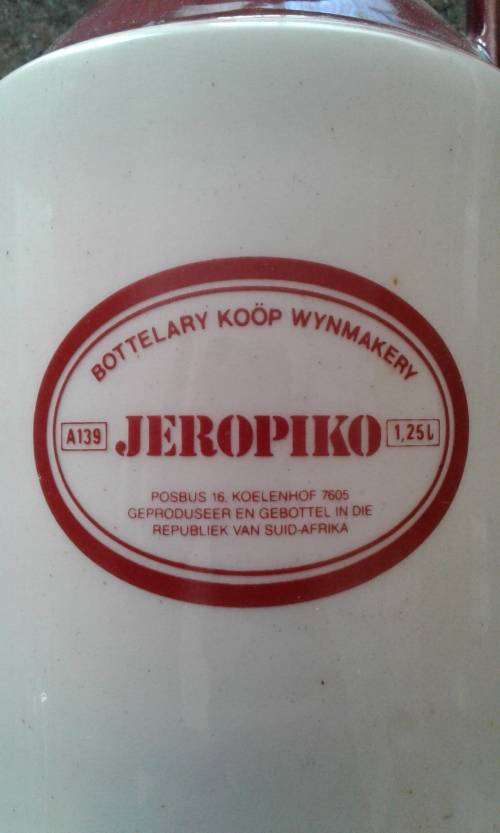 BOTTELARY KOÖP WYNMAKERY
A139 JEROPIKO 1,25l
POSBUS 16, KOELENHOF 7605
GEPRODUSEER EN GEBOTTEL IN DIE
REPUBLIEK VAN SUID-AFRIKA